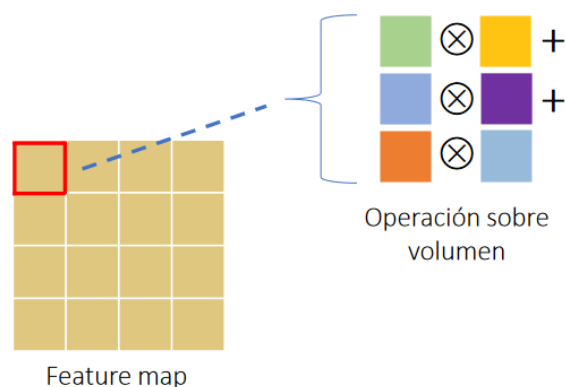 ⊗ +
⊗ +
⊗
Operación sobre
volumen
Feature map